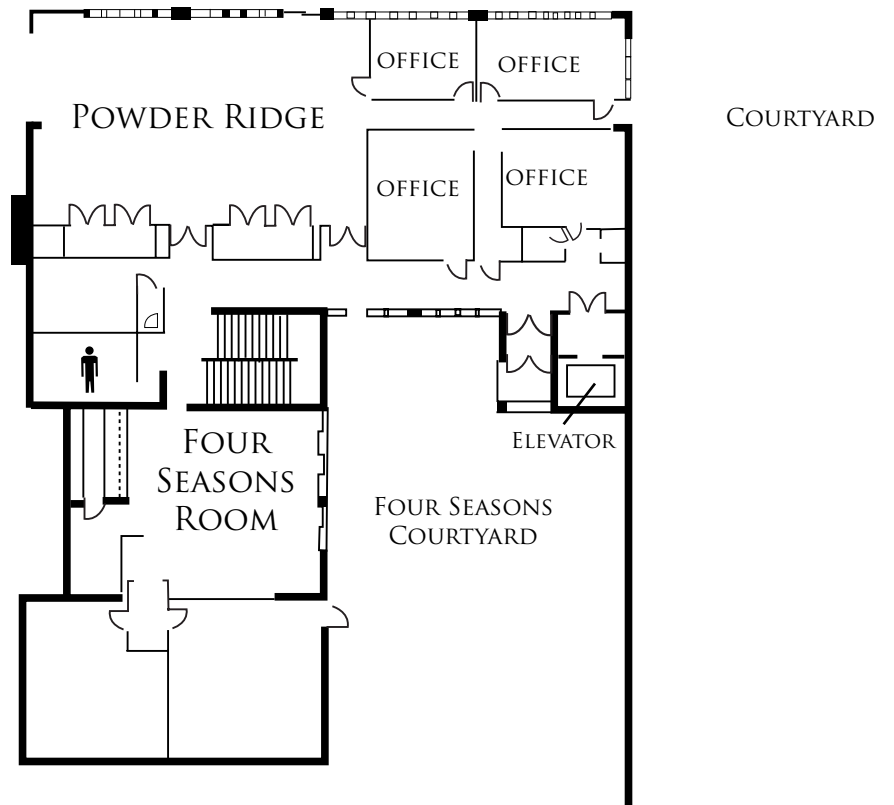 OFFICE
OFFICE
POWDER RIDGE
COURTYARD
OFFICE
OFFICE
ELEVATOR
FOUR
SEASONS
ROOM
FOUR SEASONS
COURTYARD